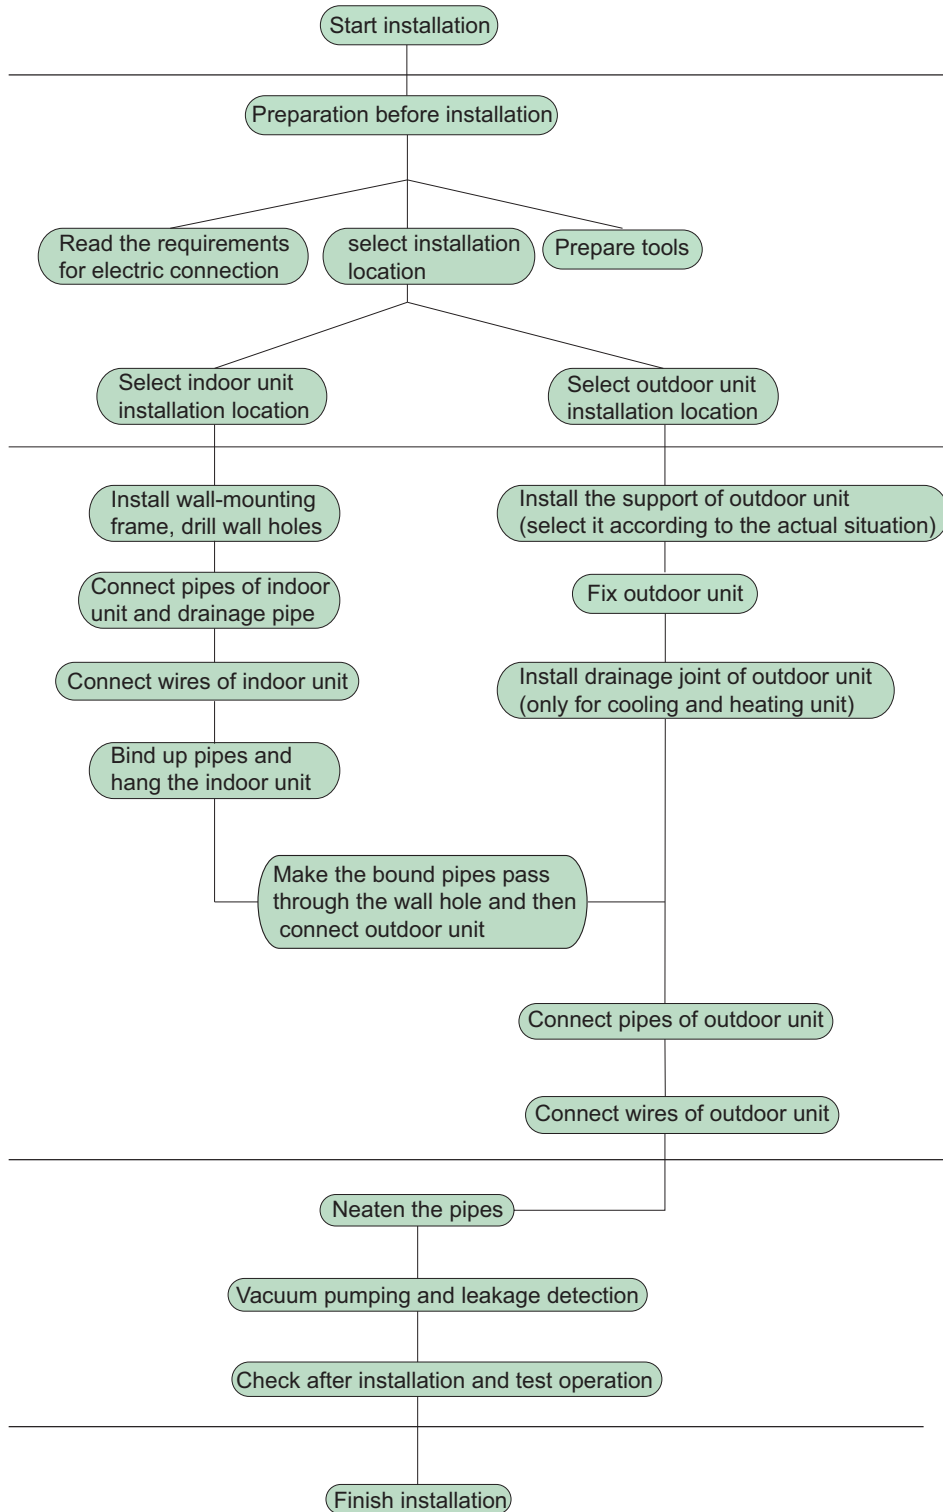 Start installation
Preparation before installation
Read the requirements
for electric connection
select installation
location
Prepare tools
Select indoor unit
installation location
Select outdoor unit
installation location
Install wall-mounting
frame, drill wall holes
Install the support of outdoor unit
(select it according to the actual situation)
Connect pipes of indoor
unit and drainage pipe
Fix outdoor unit
Connect wires of indoor unit
Install drainage joint of outdoor unit
(only for cooling and heating unit)
Bind up pipes and
hang the indoor unit
Make the bound pipes pass
through the wall hole and then
connect outdoor unit
Connect pipes of outdoor unit
Connect wires of outdoor unit
Neaten the pipes
Vacuum pumping and leakage detection
Check after installation and test operation
Finish installation